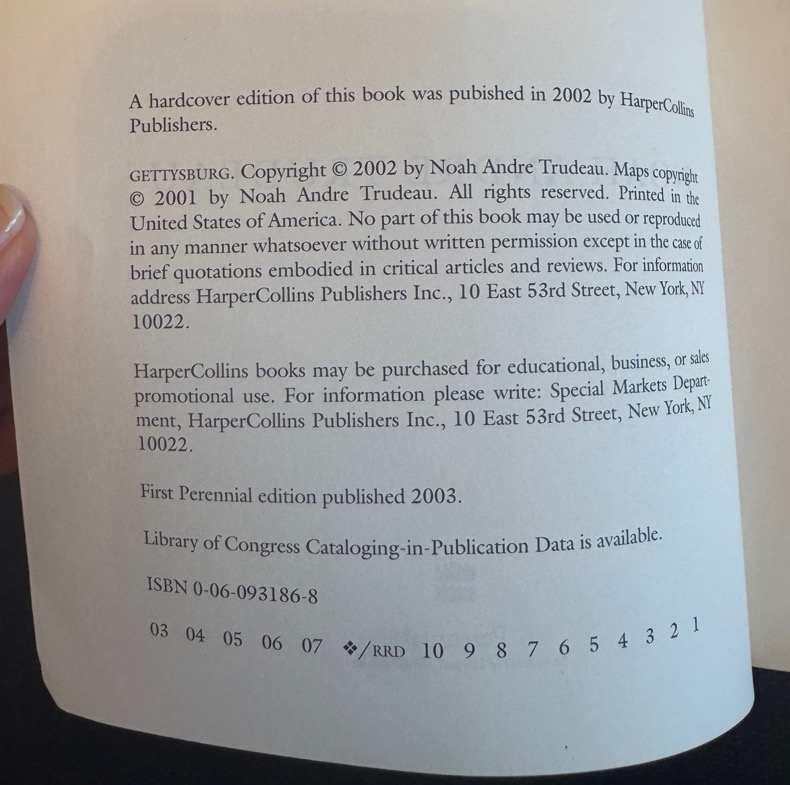 A hardcover edition of this book was pubished in 2002 by HarperCollins
Publishers.
GETTYSBURG. Copyright © 2002 by Noah Andre Trudeau. Maps copyright
© 2001 by Noah Andre Trudeau. All rights reserved. Printed in the
United States of America. No part of this book may be used or reproduced
in any manner whatsoever without written permission except in the case of
brief quotations embodied in critical articles and reviews. For information
address HarperCollins Publishers Inc., 10 East 53rd Street, New York, NY
10022.
HarperCollins books may be purchased for educational, business, or sales
promotional use. For information please write: Special Markets Depart-
ment, HarperCollins Publishers Inc., 10 East 53rd Street, New York, NY
10022.
First Perennial edition published 2003.
Library of Congress Cataloging-in-Publication Data is available.
ISBN 0-06-093186-8
03 04 05 06 07 ❖/RRD 10 9 8 7 6 5 4 3 2 1